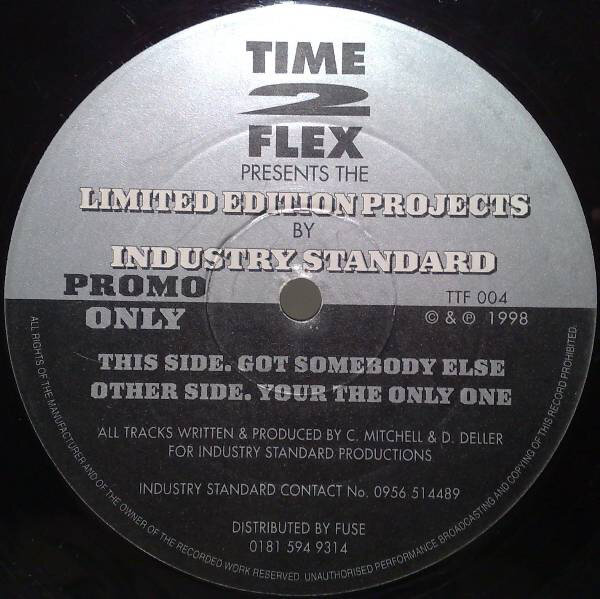 TIME
2
FLEX
PRESENTS THE
LIMITED EDITION PROJECTS
BY
INDUSTRY STANDARD
PROMO
ONLY
TTF 004
© & ℗ 1998
THIS SIDE. GOT SOMEBODY ELSE
OTHER SIDE. YOUR THE ONLY ONE
ALL TRACKS WRITTEN & PRODUCED BY C. MITCHELL & D. DELLER
FOR INDUSTRY STANDARD PRODUCTIONS
INDUSTRY STANDARD CONTACT No. 0956 514489
DISTRIBUTED BY FUSE
0181 594 9314
ALL RIGHTS OF THE MANUFACTURER AND OF THE OWNER OF THE RECORDED WORK RESERVED. UNAUTHORISED PERFORMANCE BROADCASTING AND COPYING OF THIS RECORD PROHIBITED.